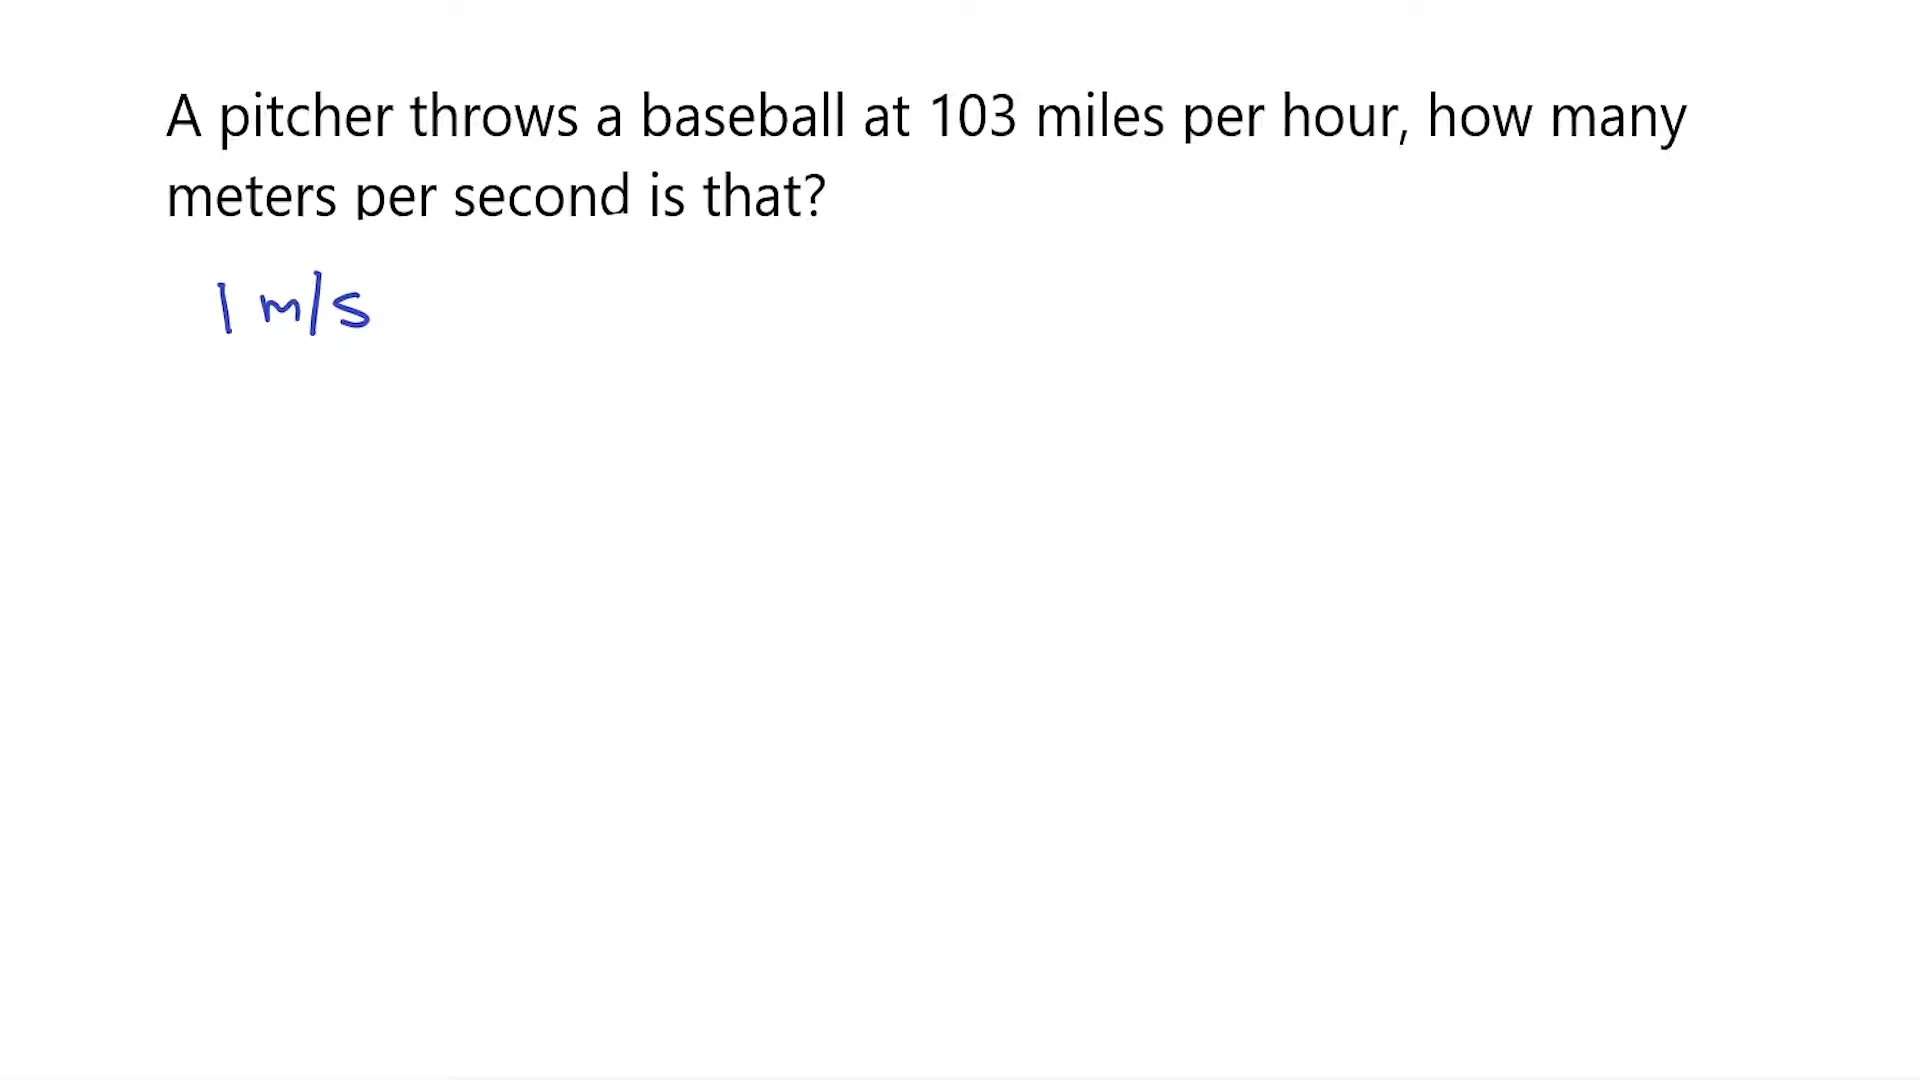 A pitcher throws a baseball at 103 miles per hour, how many
meters per second is that?
1 m/s